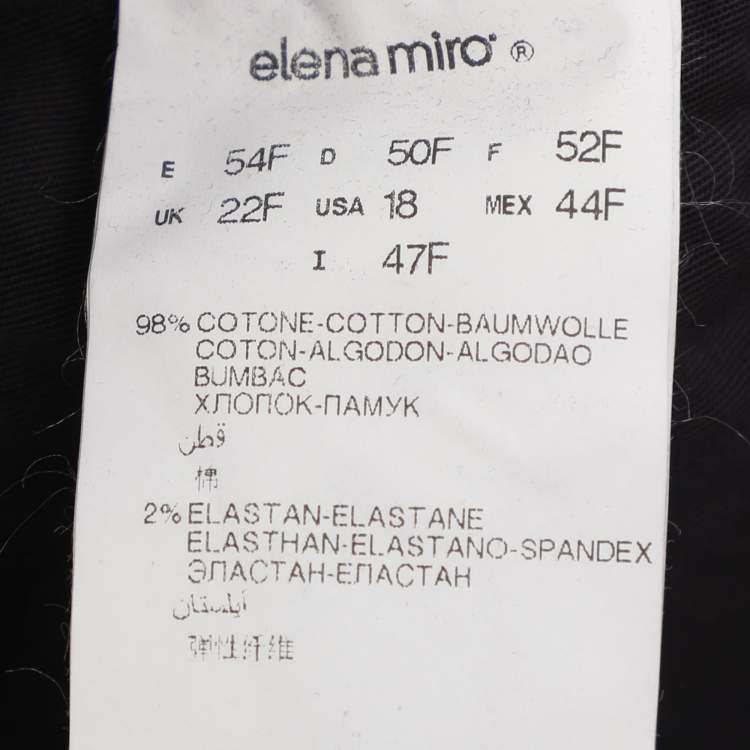 elena mirò ®
E 54F D 50F F 52F
UK 22F USA 18 MEX 44F
I 47F
98% COTONE-COTTON-BAUMWOLLE
COTON-ALGODON-ALGODAO
BUMBAC
ХЛОПОК-ПАМУК
قطن
棉
2% ELASTAN-ELASTANE
ELASTHAN-ELASTANO-SPANDEX
ЭЛАСТАН-ЕЛАСТАН
ايلستان
弹性纤维